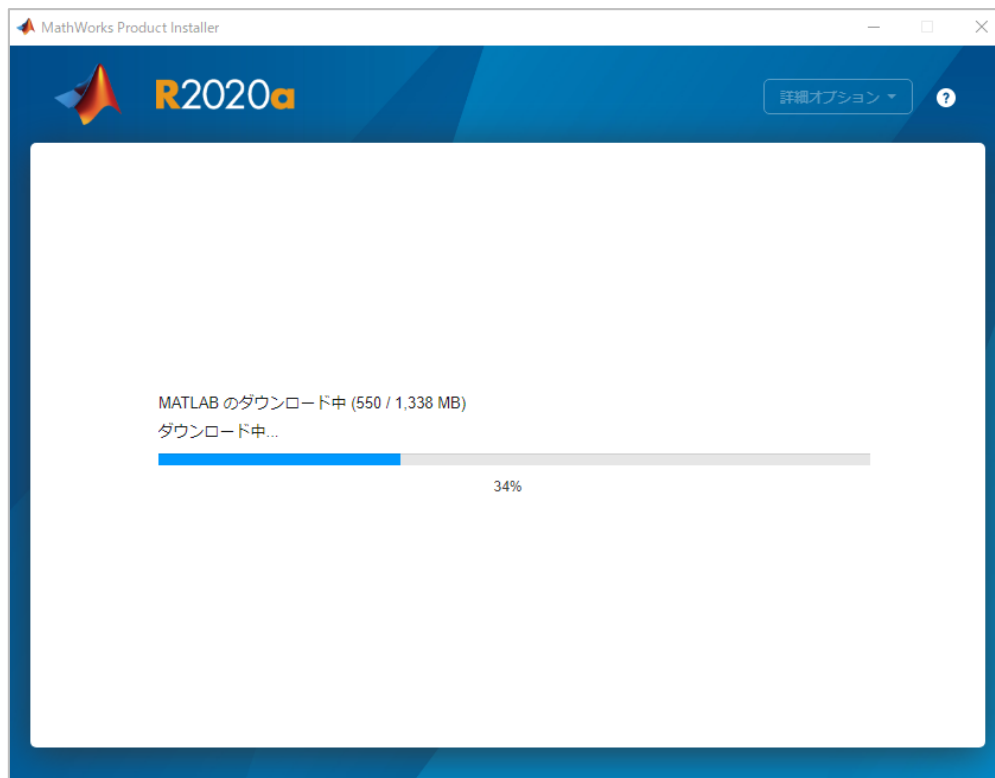 MathWorks Product Installer
R2020a
詳細オプション
?
MATLAB のダウンロード中 (550 / 1,338 MB)
ダウンロード中...
34%